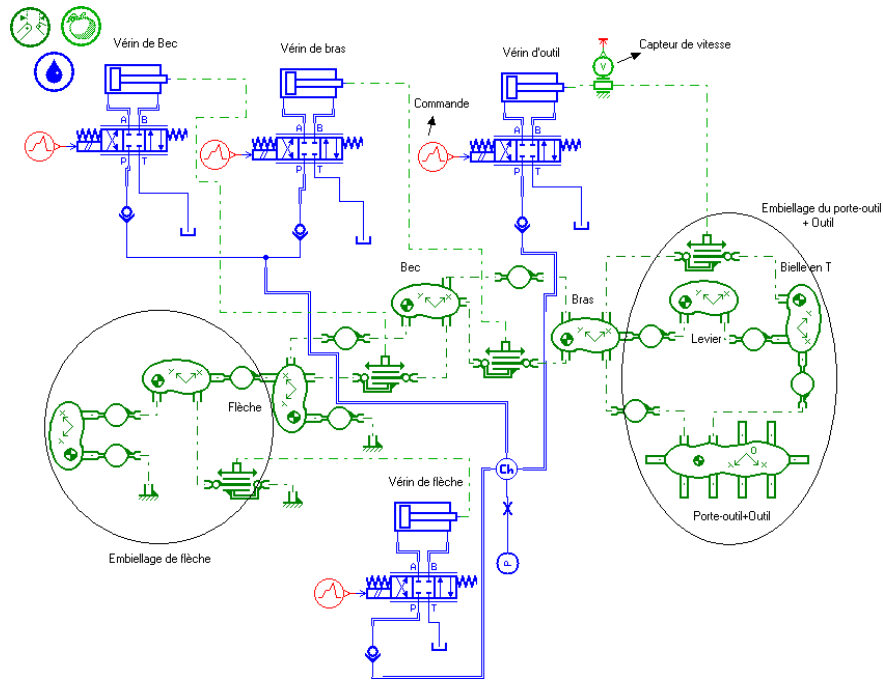 Vérin de Bec
Vérin de bras
Vérin d'outil
Capteur de vitesse
V
Commande
A B
A B
A B
P T
P T
P T
Embiellage du porte-outil
+ Outil
Bec
Bielle en T
Bras
Levier
Flèche
Ch
Vérin de flèche
Porte-outil+Outil
Embiellage de flèche
P
A B
P T